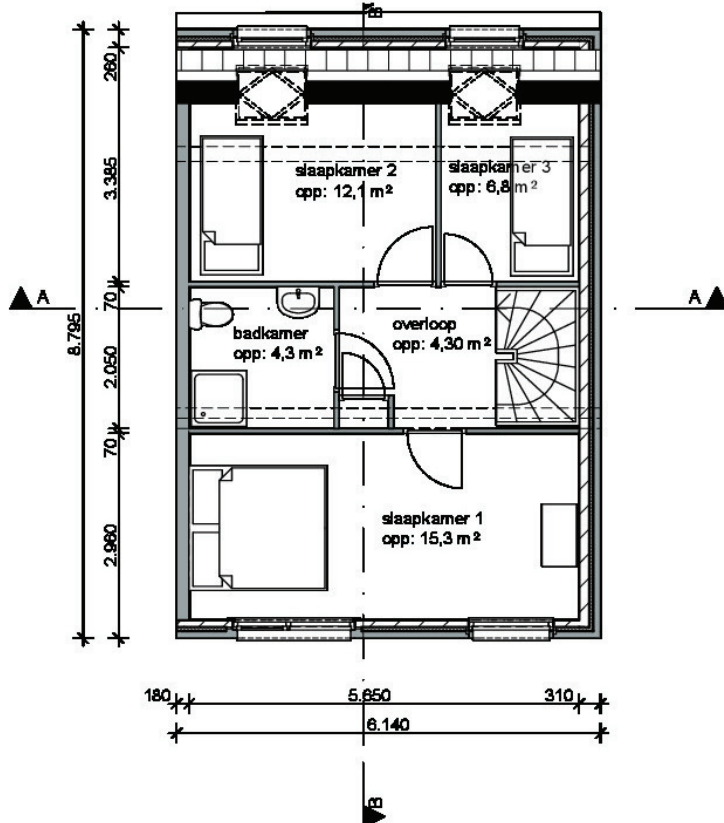 B
260
3.385
70
2.050
70
2.960
8.795
slaapkamer 2
opp: 12,1 m²
slaapkamer 3
opp: 6,8 m²
A
A
badkamer
opp: 4,3 m²
overloop
opp: 4,30 m²
slaapkamer 1
opp: 15,3 m²
180
5.650
310
6.140
B